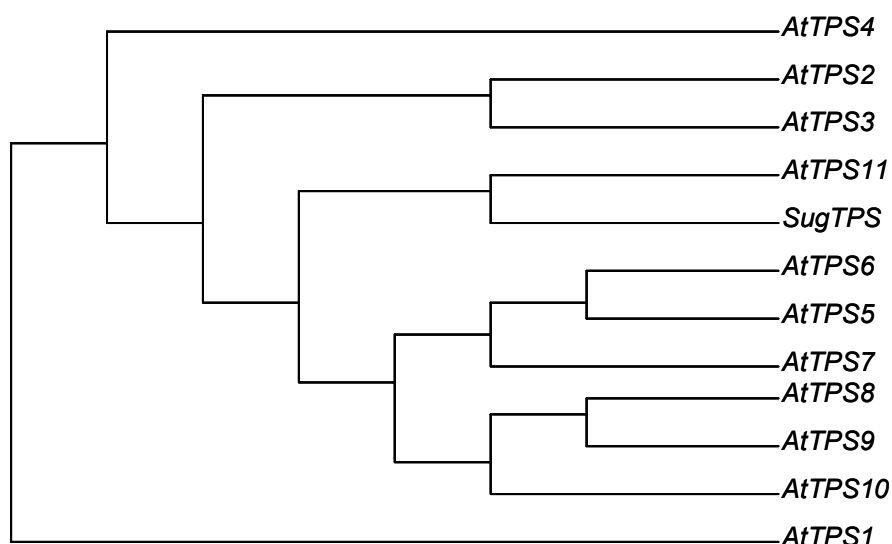 AtTPS4
AtTPS2
AtTPS3
AtTPS11
SugTPS
AtTPS6
AtTPS5
AtTPS7
AtTPS8
AtTPS9
AtTPS10
AtTPS1